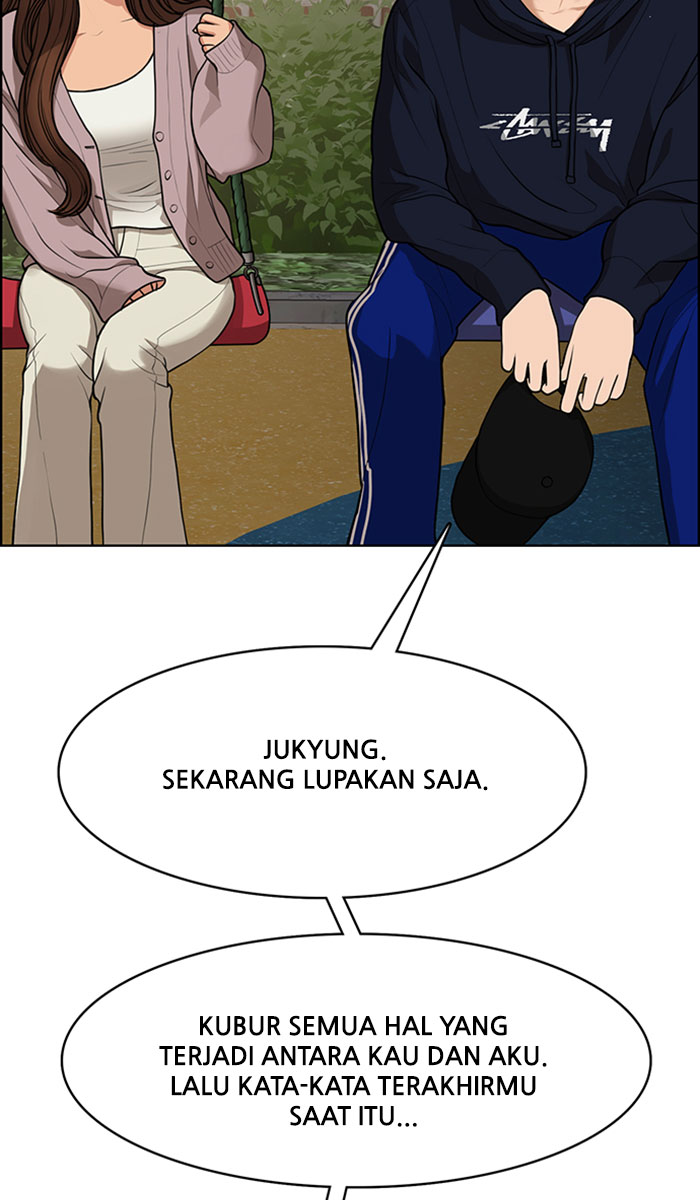 STUSSY
JUKYUNG.
SEKARANG LUPAKAN SAJA.
KUBUR SEMUA HAL YANG
TERJADI ANTARA KAU DAN AKU.
LALU KATA-KATA TERAKHIRMU
SAAT ITU...